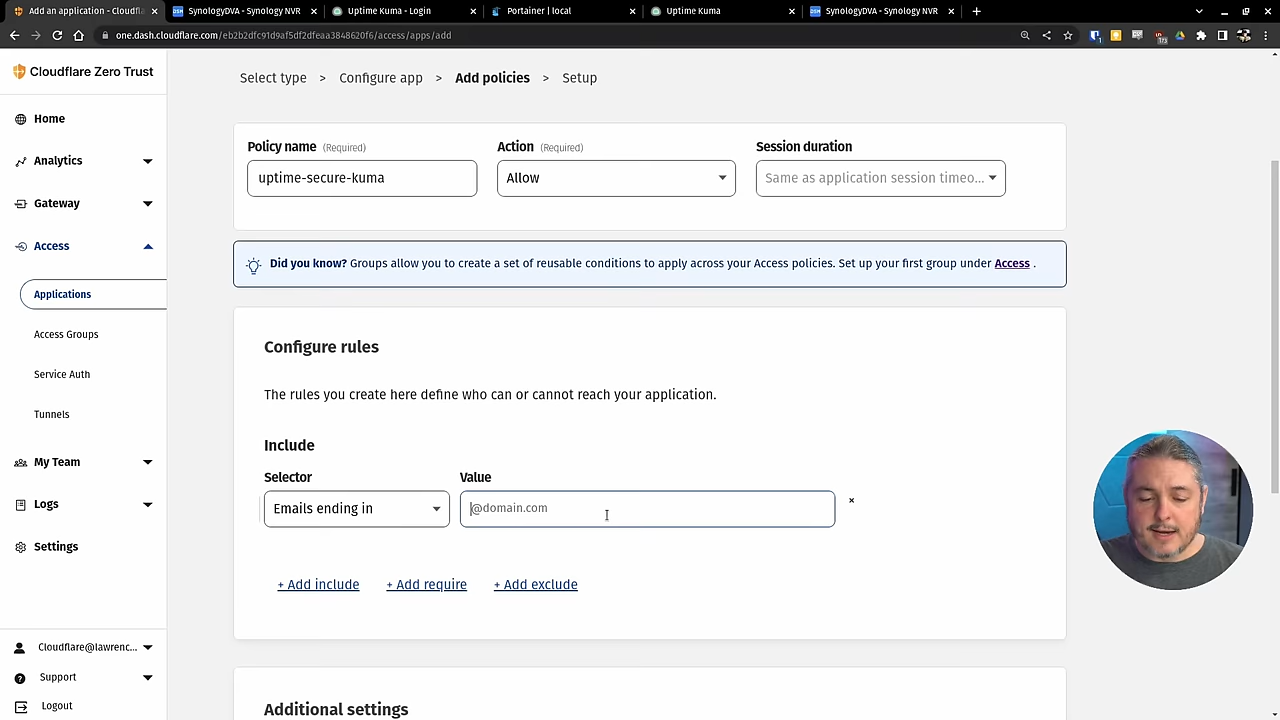 Add an application - Cloudfl
SynologyDVA - Synology NVR
Uptime Kuma - Login
Portainer | local
Uptime Kuma
SynologyDVA - Synology NVR
one.dash.cloudflare.com/eb2b2dfc91d9af5df2dfeaa3848620f6/access/apps/add
Cloudflare Zero Trust
Home
Analytics
Gateway
Access
Applications
Access Groups
Service Auth
Tunnels
My Team
Logs
Settings
Cloudflare@lawrenc...
Support
Logout
Select type > Configure app > Add policies > Setup
Policy name (Required)
Action (Required)
Session duration
uptime-secure-kuma
Allow
Same as application session timeo...
Did you know? Groups allow you to create a set of reusable conditions to apply across your Access policies. Set up your first group under Access .
Configure rules
The rules you create here define who can or cannot reach your application.
Include
Selector
Value
Emails ending in
@domain.com
+ Add include
+ Add require
+ Add exclude
Additional settings